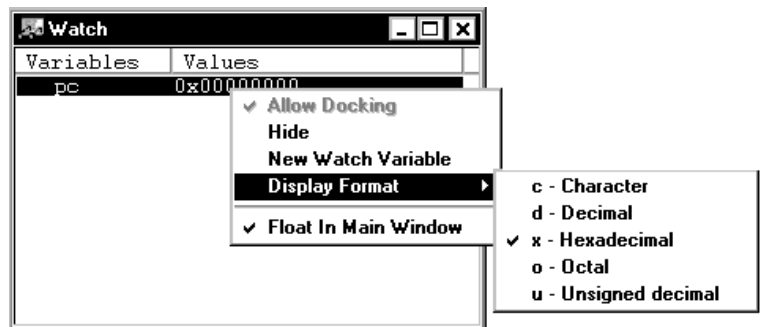 Watch
Variables Values
pc 0x00000000
Allow Docking
Hide
New Watch Variable
Display Format
Float In Main Window
c - Character
d - Decimal
x - Hexadecimal
o - Octal
u - Unsigned decimal